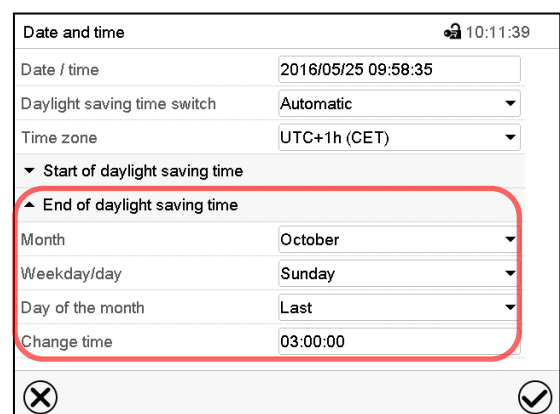 Date and time 10:11:39
Date / time 2016/05/25 09:58:35
Daylight saving time switch Automatic
Time zone UTC+1h (CET)
Start of daylight saving time
End of daylight saving time
Month October
Weekday/day Sunday
Day of the month Last
Change time 03:00:00